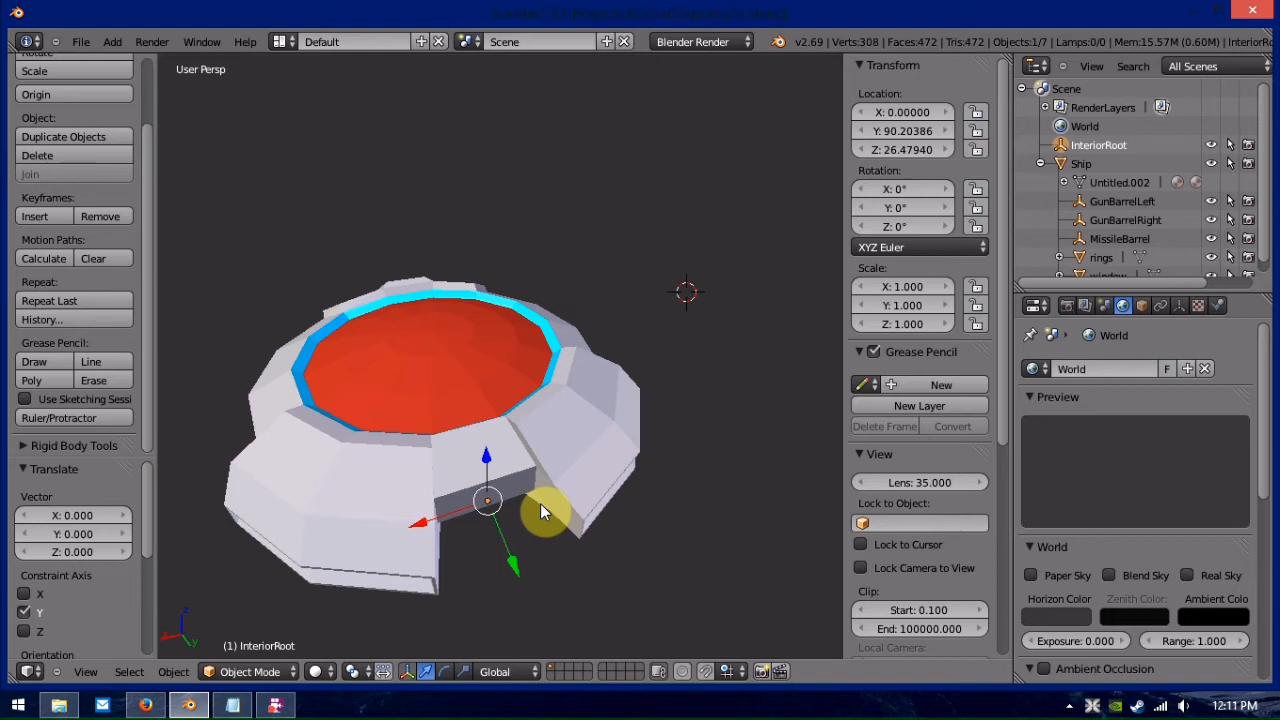 File Add Render Window Help Default Scene Blender Render v2.69 | Verts:308 | Faces:472 | Tris:472 | Objects:1/7 | Lamps:0/0 | Mem:15.57M (0.60M) | InteriorRo
Scale
Origin
Object:
Duplicate Objects
Delete
Join
Keyframes:
Insert Remove
Motion Paths:
Calculate Clear
Repeat:
Repeat Last
History...
Grease Pencil:
Draw Line
Poly Erase
Use Sketching Sessi
Ruler/Protractor
Rigid Body Tools
Translate
Vector
X: 0.000
Y: 0.000
Z: 0.000
Constraint Axis
X
Y
Z
Orientation
User Persp
x
z
y
(1) InteriorRoot
View Select Object Object Mode Global
Transform
Location:
X: 0.00000
Y: 90.20386
Z: 26.47940
Rotation:
X: 0°
Y: 0°
Z: 0°
XYZ Euler
Scale:
X: 1.000
Y: 1.000
Z: 1.000
Grease Pencil
New
New Layer
Delete Frame Convert
View
Lens: 35.000
Lock to Object:
Lock to Cursor
Lock Camera to View
Clip:
Start: 0.100
End: 100000.000
Local Camera:
View Search All Scenes
Scene
RenderLayers
World
InteriorRoot
Ship
Untitled.002
GunBarrelLeft
GunBarrelRight
MissileBarrel
rings
window
World
World F
Preview
World
Paper Sky Blend Sky Real Sky
Horizon Color Zenith Color: Ambient Colo
Exposure: 0.000 Range: 1.000
Ambient Occlusion
12:11 PM